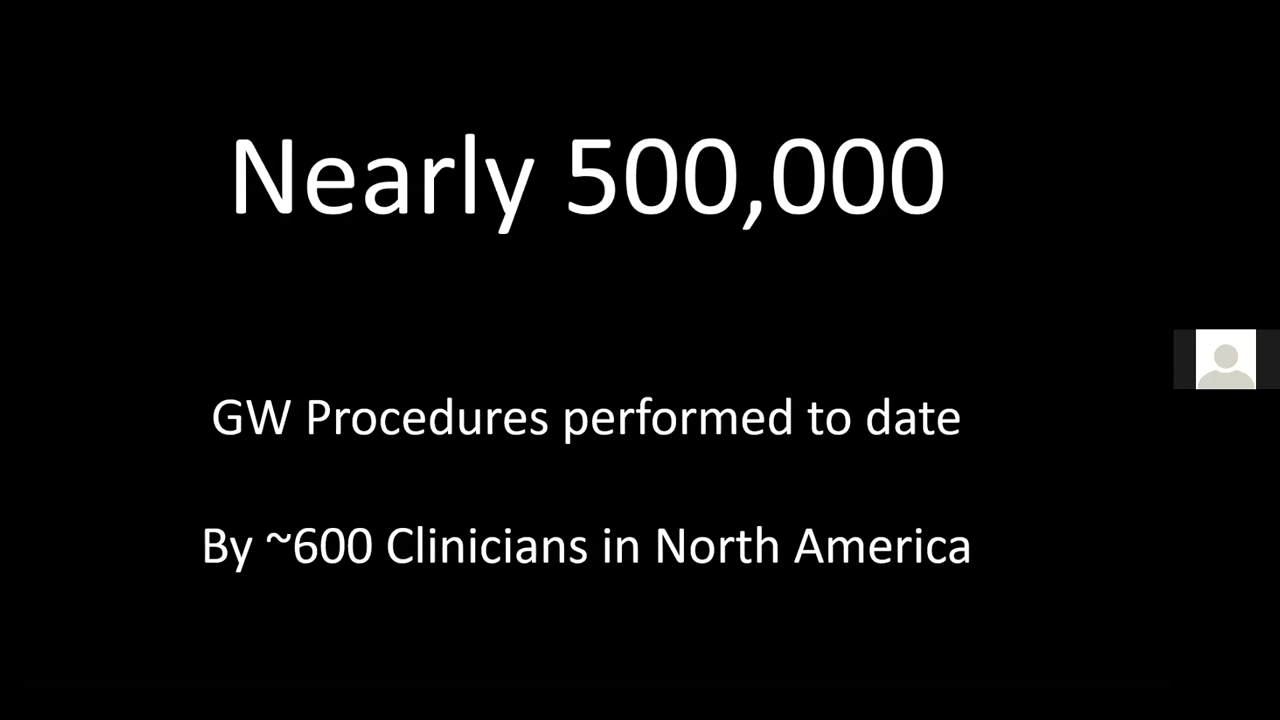 Nearly 500,000
GW Procedures performed to date
By ~600 Clinicians in North America